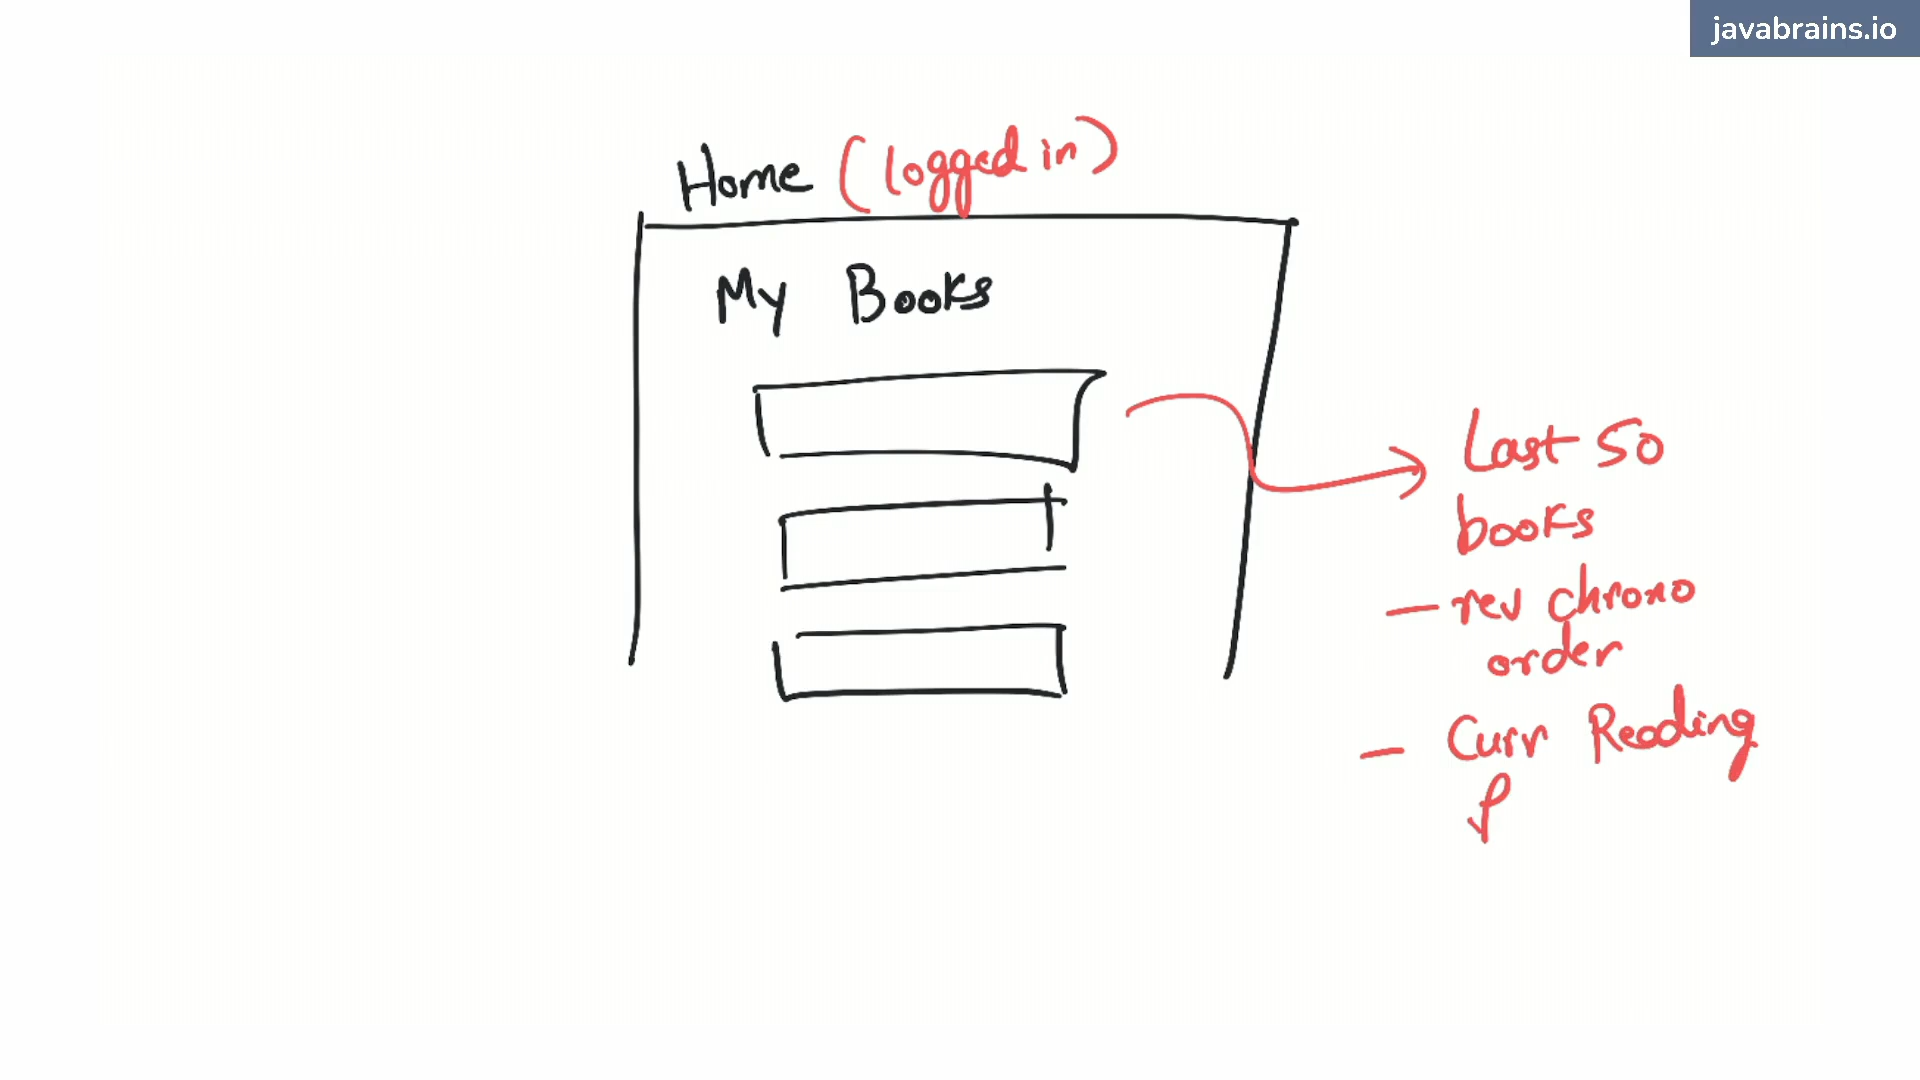 javabrains.io
Home (logged in)
My Books
Last 50
books
- rev chrono
order
- Curr Reading